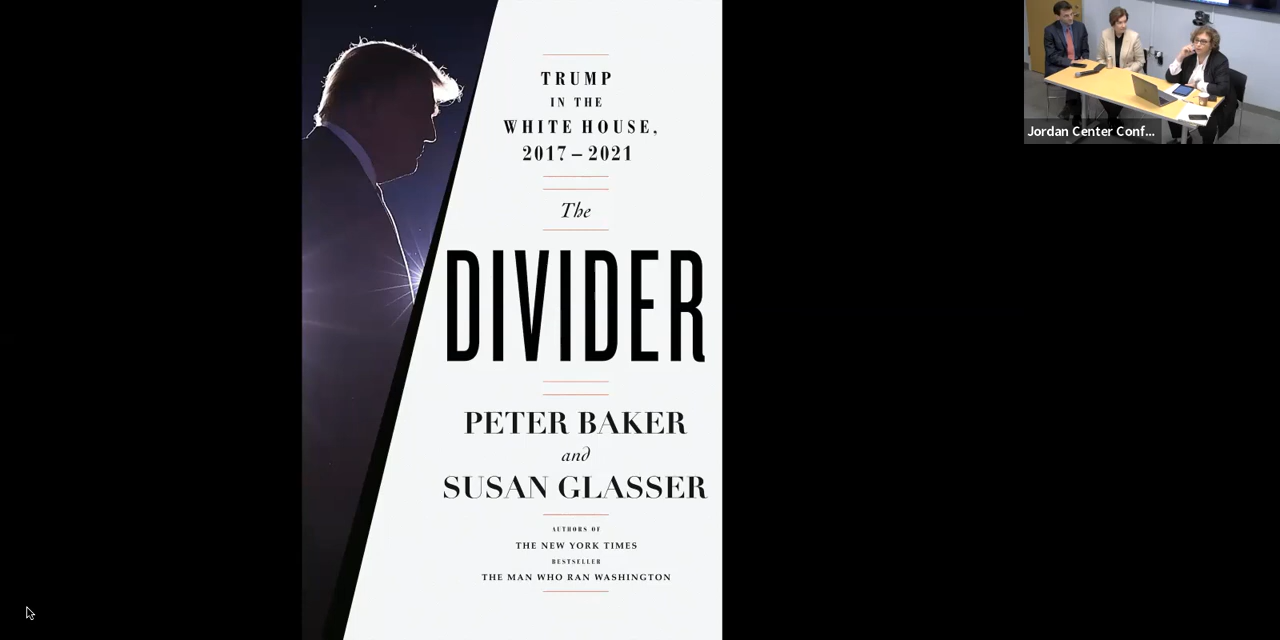 TRUMP
IN THE
WHITE HOUSE,
2017–2021
The
DIVIDER
PETER BAKER
and
SUSAN GLASSER
AUTHORS OF
THE NEW YORK TIMES
BESTSELLER
THE MAN WHO RAN WASHINGTON
Jordan Center Conf...